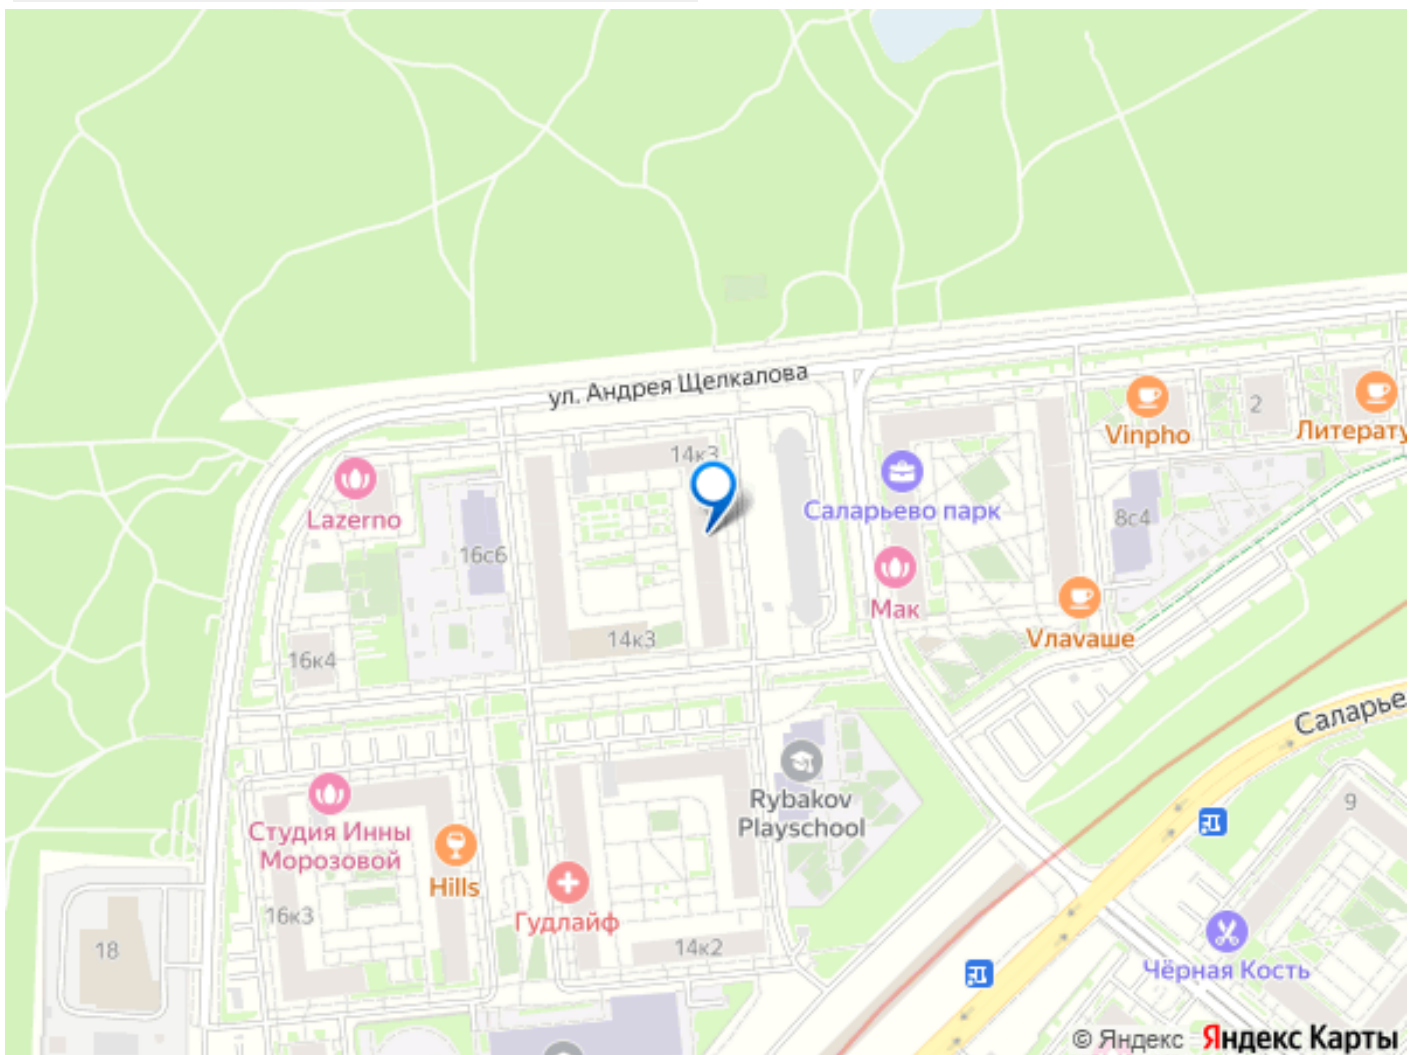 ул. Андрея Щелкалова
Vinpho
2
Литерату
14к3
Lazerno
Саларьево парк
8с4
16с6
Мак
Vлаvаше
14к3
16к4
Саларье
Rybakov
Playschool
9
Студия Инны
Морозовой
Hills
Гудлайф
16к3
18
14к2
Чёрная Кость
© Яндекс Яндекс Карты